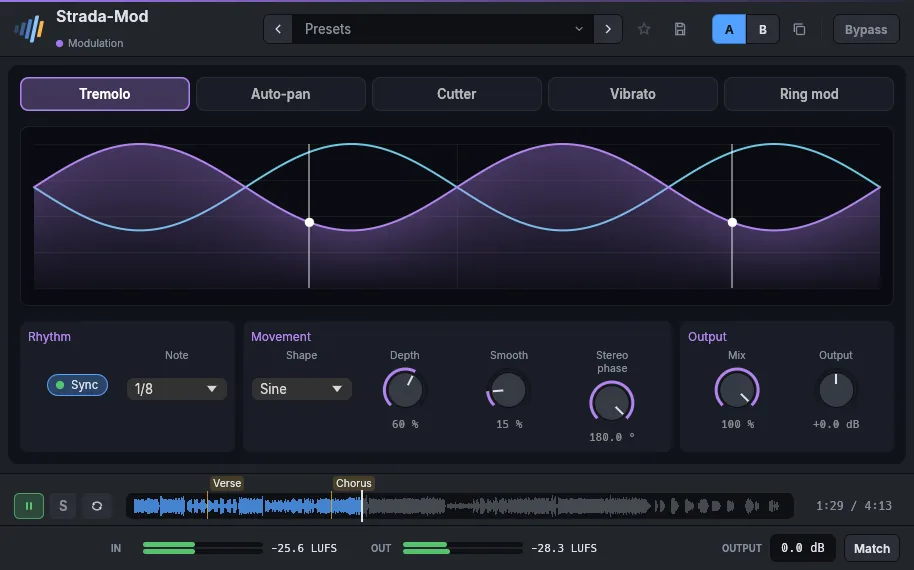 Strada-Mod
Modulation
Presets
A B
Bypass
Tremolo Auto-pan Cutter Vibrato Ring mod
Rhythm
Note
Sync
1/8
Movement
Shape Depth Smooth Stereo phase
Sine
60 % 15 % 180.0 °
Output
Mix Output
100 % +0.0 dB
Verse Chorus
S
1:29 / 4:13
IN -25.6 LUFS OUT -28.3 LUFS OUTPUT 0.0 dB Match